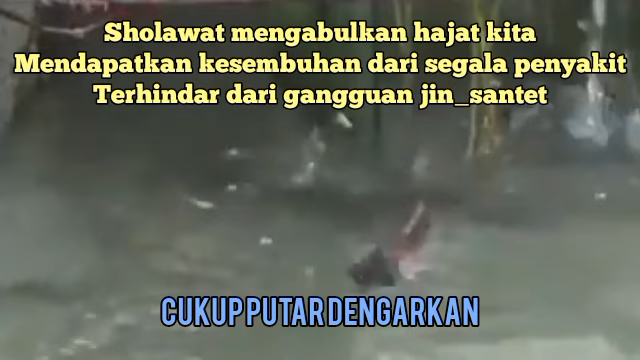 Sholawat mengabulkan hajat kita
Mendapatkan kesembuhan dari segala penyakit
Terhindar dari gangguan jin_santet
CUKUP PUTAR DENGARKAN